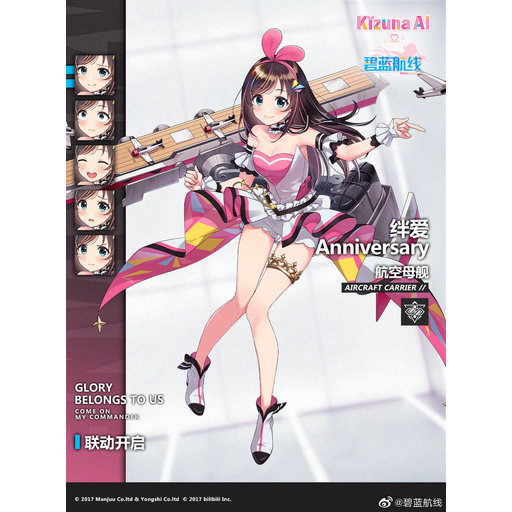 Kizuna AI
碧蓝航线
绊爱
Anniversary
航空母舰
AIRCRAFT CARRIER //
GLORY
BELONGS TO US
COME ON
MY COMMANDER
联动开启
© 2017 Manjuu Co.ltd & Yongshi Co.ltd © 2017 bilibili Inc.
@碧蓝航线